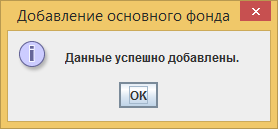 Добавление основного фонда
Данные успешно добавлены.
OK